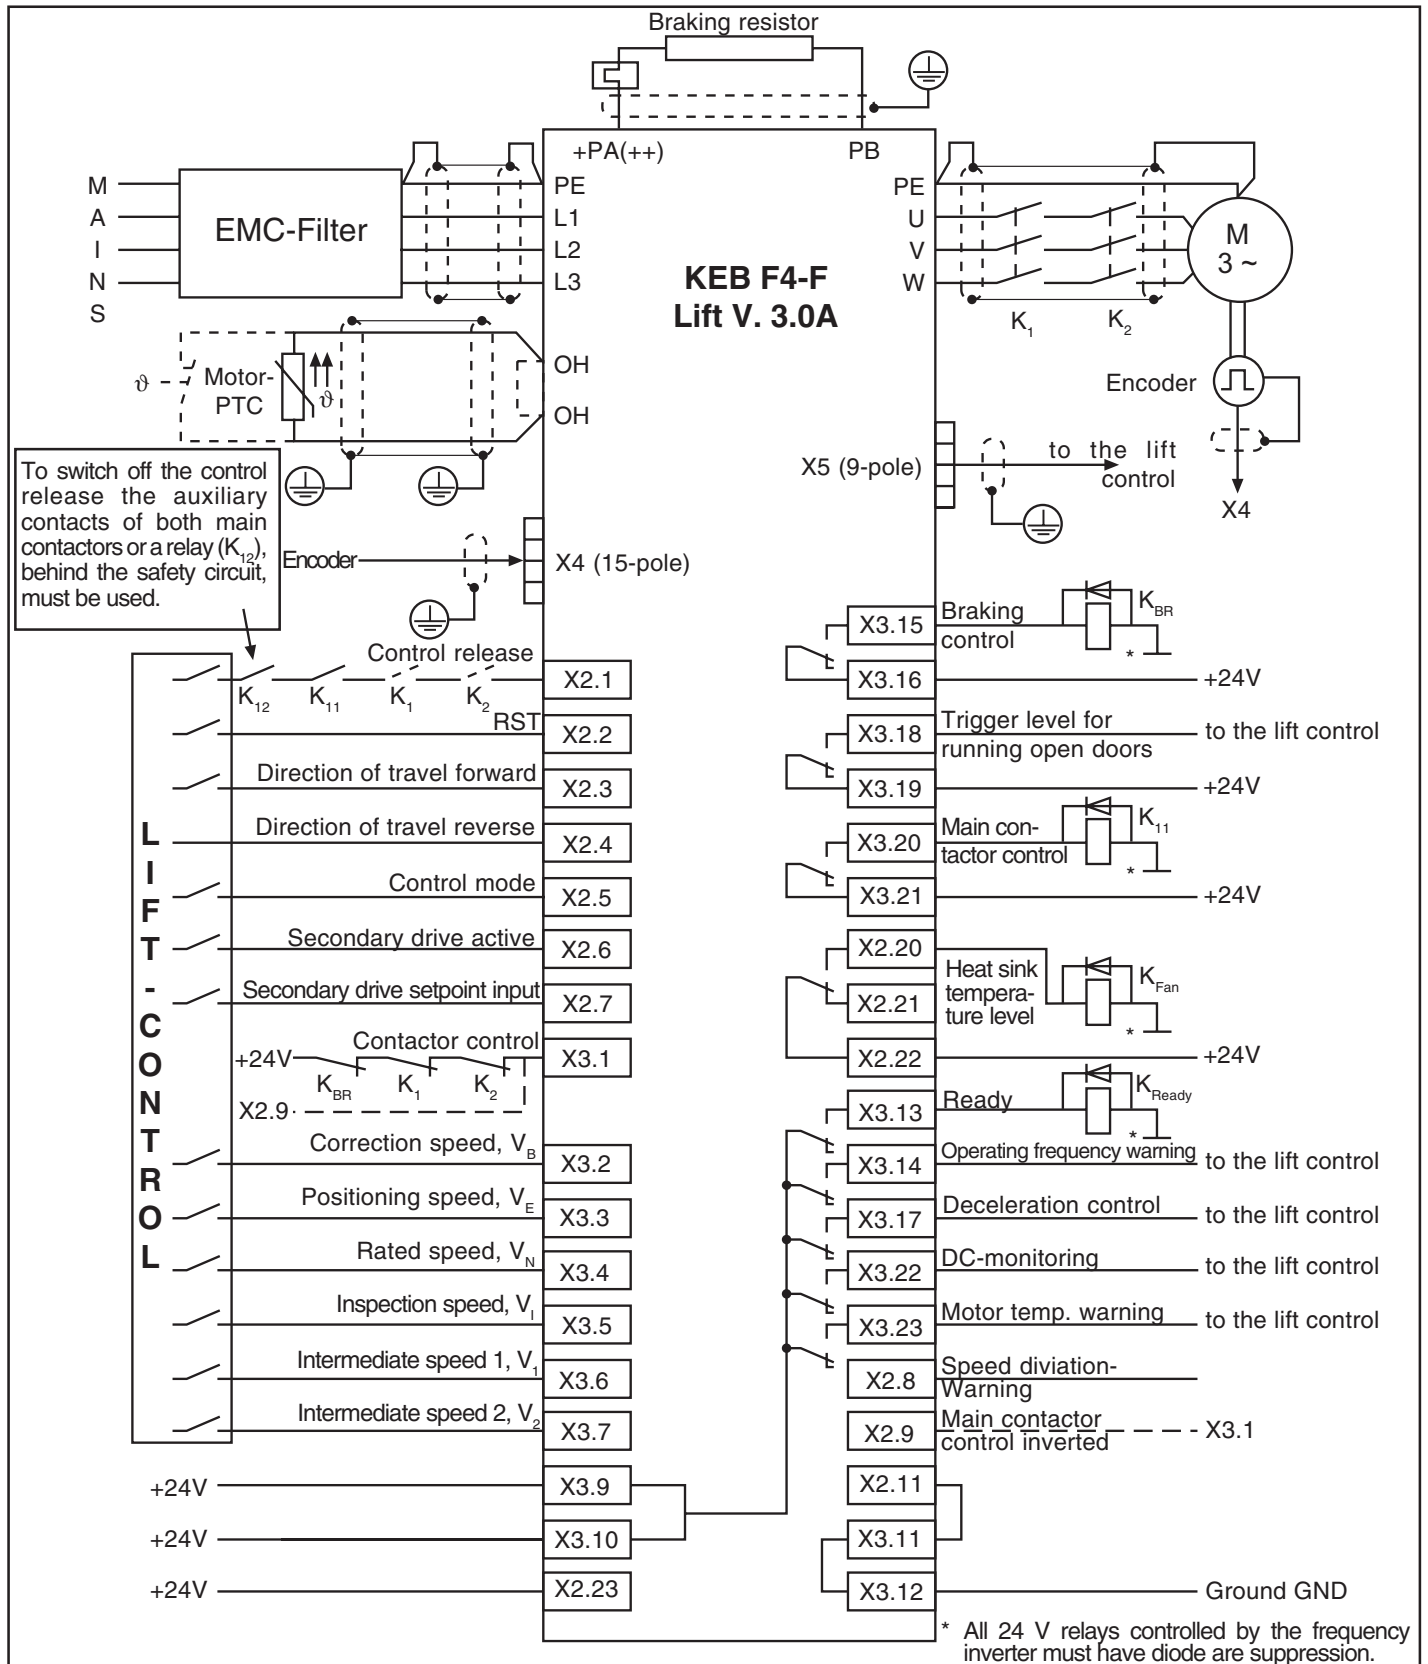 Braking resistor
+PA(++)
PB
M
A
I
N
S
EMC-Filter
PE
L1
L2
L3
KEB F4-F
Lift V. 3.0A
PE
U
V
W
K1
K2
M
3 ~
ϑ
Motor-
PTC
ϑ
OH
OH
Encoder
X4
X5 (9-pole)
to the lift
control
To switch off the control
release the auxiliary
contacts of both main
contactors or a relay (K12),
behind the safety circuit,
must be used.
Encoder
X4 (15-pole)
LIFT-CONTROL
Control release
K12
K11
K1
K2
X2.1
RST
X2.2
Direction of travel forward
X2.3
Direction of travel reverse
X2.4
Control mode
X2.5
Secondary drive active
X2.6
Secondary drive setpoint input
X2.7
Contactor control
+24V
KBR
K1
K2
X3.1
X2.9
Correction speed, VB
X3.2
Positioning speed, VE
X3.3
Rated speed, VN
X3.4
Inspection speed, VI
X3.5
Intermediate speed 1, V1
X3.6
Intermediate speed 2, V2
X3.7
+24V
X3.9
+24V
X3.10
+24V
X2.23
X3.15
Braking
control
KBR
*
X3.16
+24V
X3.18
Trigger level for
running open doors
to the lift control
X3.19
+24V
X3.20
Main con-
tactor control
K11
*
X3.21
+24V
X2.20
X2.21
Heat sink
tempera-
ture level
KFan
*
X2.22
+24V
X3.13
Ready
KReady
*
X3.14
Operating frequency warning
to the lift control
X3.17
Deceleration control
to the lift control
X3.22
DC-monitoring
to the lift control
X3.23
Motor temp. warning
to the lift control
X2.8
Speed diviation-
Warning
X2.9
Main contactor
control inverted
X3.1
X2.11
X3.11
X3.12
Ground GND
* All 24 V relays controlled by the frequency
inverter must have diode are suppression.